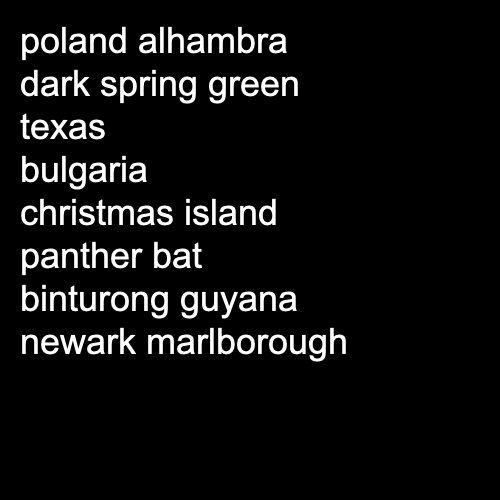 poland alhambra
dark spring green
texas
bulgaria
christmas island
panther bat
binturong guyana
newark marlborough